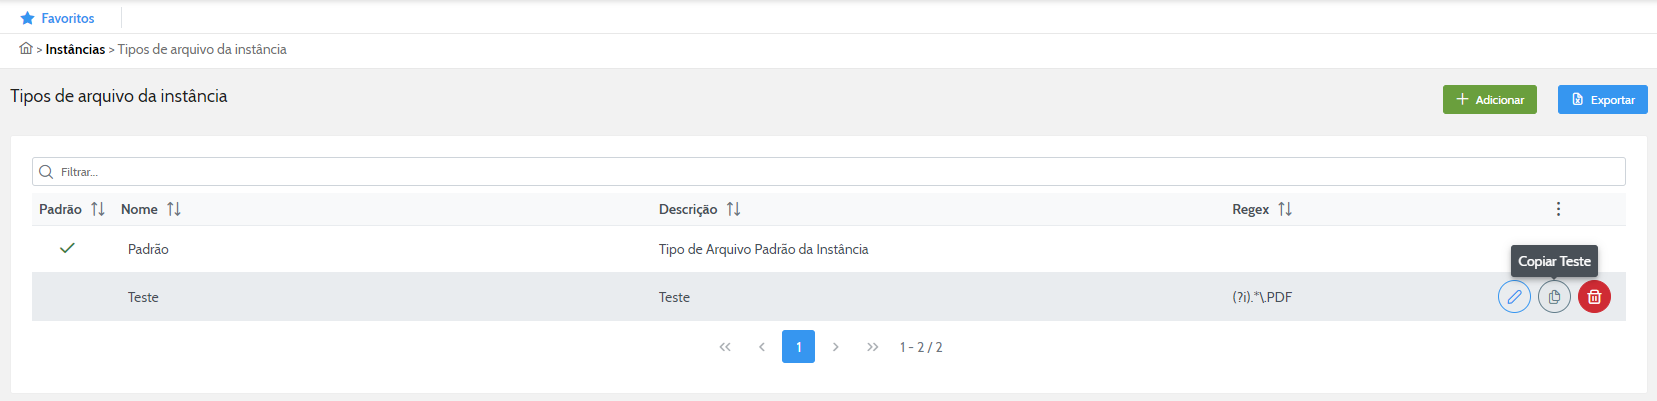 Favoritos
> Instâncias > Tipos de arquivo da instância
Tipos de arquivo da instância
Adicionar
Exportar
Filtrar...
Padrão Nome Descrição Regex
Padrão Tipo de Arquivo Padrão da Instância
Copiar Teste
Teste Teste (?i).*\.PDF
1 1 - 2 / 2